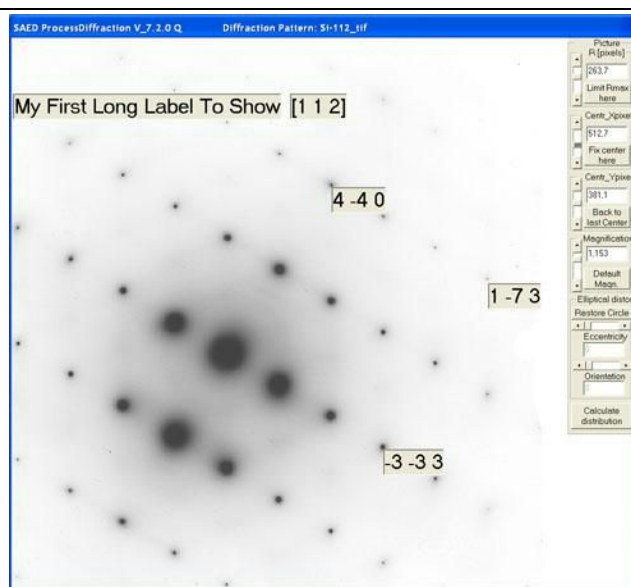 SAED ProcessDiffraction V_7.2.0 Q Diffraction Pattern: Si-112_tif
Picture
R:[pixels]
263,7
Limit Rmax
here
My First Long Label To Show [1 1 2]
Centr_Xpixel
512,7
Fix center
here
4 -4 0
Centr_Ypixel
381,1
Back to
last Center
Magnification
1,153
Default
Magn.
1 -7 3
Elliptical disto
Restore Circle
Eccentricity
Orientation
Calculate
distribution
-3 -3 3